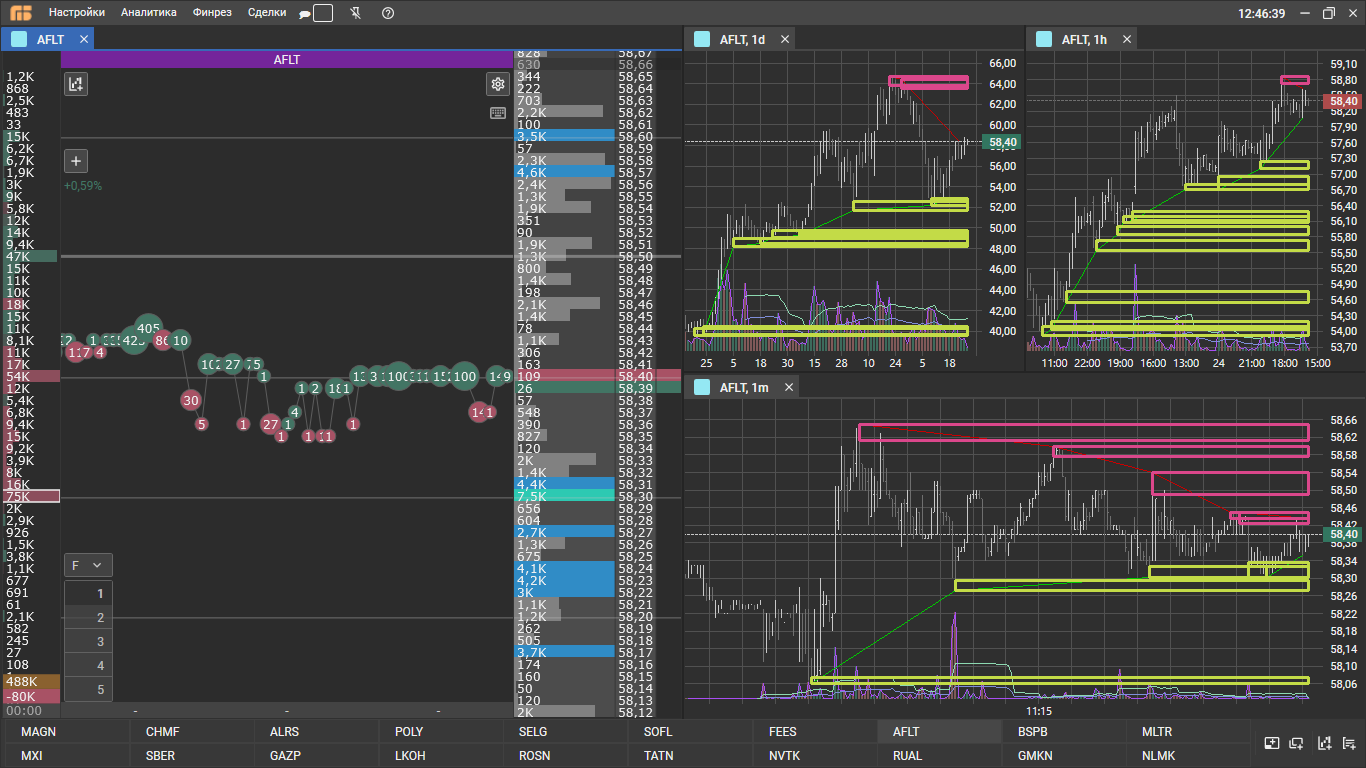 Настройки Аналитика Финрез Сделки 12:46:39
AFLT
AFLT, 1d
AFLT, 1h
AFLT
+0,59%
1,2K
868
2,5K
483
33
15K
6,2K
6,7K
1,9K
3K
9K
5,8K
12K
14K
9,4K
47K
15K
11K
10K
18K
15K
11K
8,1K
11K
17K
54K
12K
5,4K
6,8K
9,4K
15K
9,2K
3,9K
8K
16K
75K
2K
2,9K
926
1,5K
3,8K
1,1K
677
691
61
2,1K
582
245
27
108
488K
-80K
00:00
405
10
30
5
4
27
1
2
100
149
F
1
2
3
4
5
828 58,67
630 58,66
344 58,65
222 58,64
703 58,63
2,2K 58,62
100 58,61
3,5K 58,60
57 58,59
2,3K 58,58
4,6K 58,57
2,4K 58,56
1,3K 58,55
1,9K 58,54
351 58,53
90 58,52
1,9K 58,51
1,3K 58,50
800 58,49
1,4K 58,48
198 58,47
2,1K 58,46
1,4K 58,45
78 58,44
1,1K 58,43
306 58,42
163 58,41
109 58,40
26 58,39
57 58,38
548 58,37
390 58,36
827 58,35
120 58,34
2K 58,33
1,4K 58,32
4,4K 58,31
7,5K 58,30
656 58,29
604 58,28
2,7K 58,27
1,3K 58,26
675 58,25
4,1K 58,24
4,2K 58,23
3K 58,22
1,1K 58,21
1,2K 58,20
262 58,19
505 58,18
3,7K 58,17
174 58,16
160 58,15
50 58,14
120 58,13
2K 58,12
66,00
64,00
62,00
60,00
58,40
56,00
54,00
52,00
50,00
48,00
46,00
44,00
42,00
40,00
25 5 18 30 15 28 10 24 5 18
59,10
58,80
58,40
58,20
57,90
57,60
57,30
57,00
56,70
56,40
56,10
55,80
55,50
55,20
54,90
54,60
54,30
54,00
53,70
11:00 22:00 19:00 16:00 13:00 24 21:00 18:00 15:00
AFLT, 1m
58,66
58,62
58,58
58,54
58,50
58,46
58,42
58,40
58,34
58,30
58,26
58,22
58,18
58,14
58,10
58,06
11:15
MAGN CHMF ALRS POLY SELG SOFL FEES AFLT BSPB MLTR
MXI SBER GAZP LKOH ROSN TATN NVTK RUAL GMKN NLMK